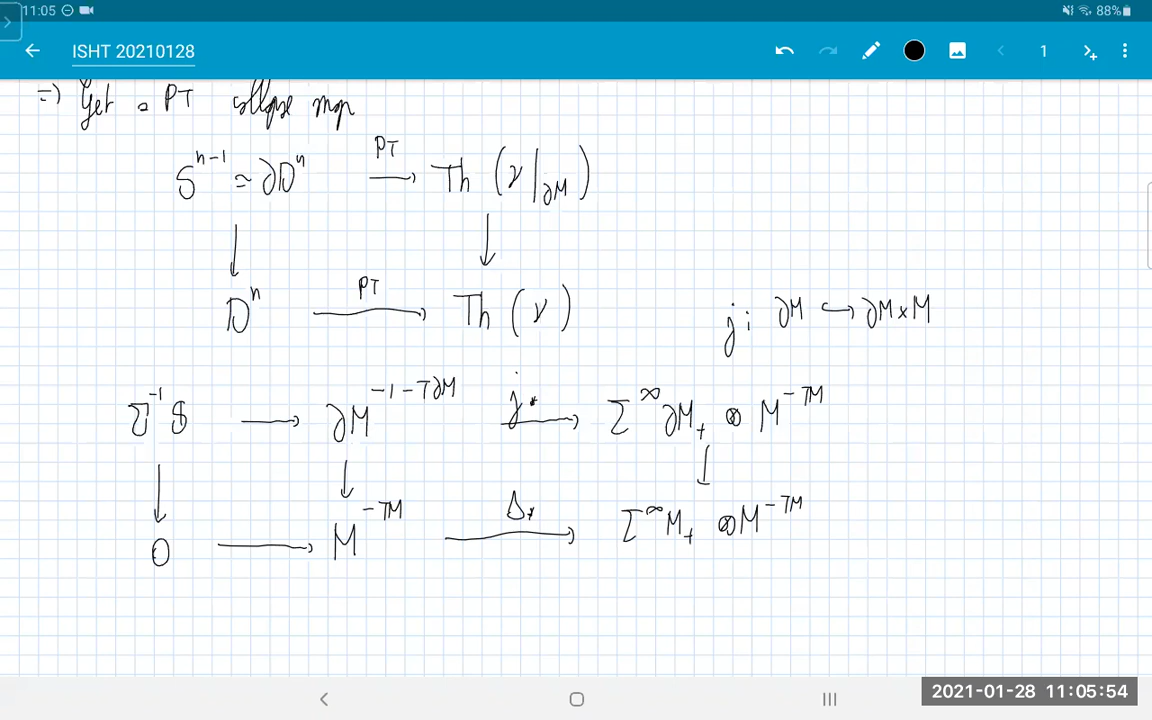 11:05 88%
ISHT 20210128 1
=) Get a PT collapse map
S^{n-1} ≃ ∂D^n PT→ Th (ν|_{∂M})
↓ ↓
D^n PT→ Th (ν) j: ∂M ↪ ∂M × M
Σ^{-1} S → ∂M^{-1-T∂M} j_*→ Σ^∞ ∂M_+ ⊗ M^{-TM}
↓ ↓ ↓
0 → M^{-TM} Δ_*→ Σ^∞ M_+ ⊗ M^{-TM}
2021-01-28 11:05:54